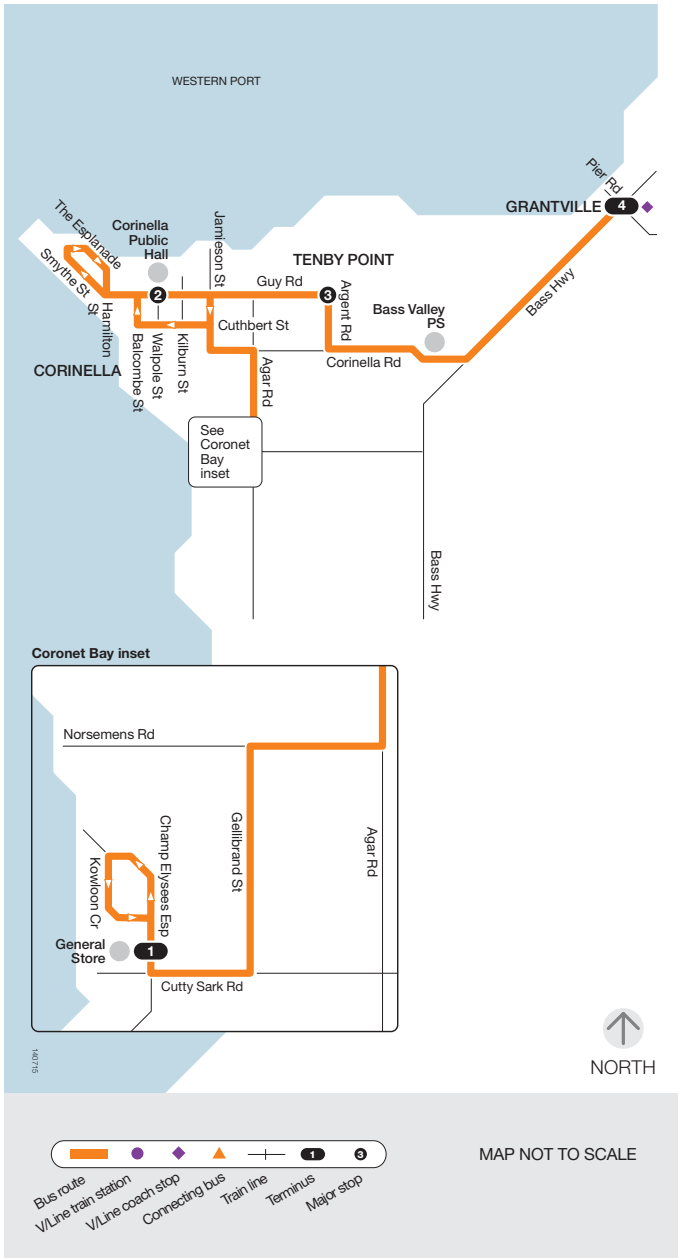 WESTERN PORT
Pier Rd
GRANTVILLE
4
The Esplanade
Corinella
Public
Hall
Jamieson St
TENBY POINT
Smythe St
St
Hamilton
2
Guy Rd
3
Argent Rd
Bass Valley
PS
Bass Hwy
Cuthbert St
CORINELLA
Balcombe St
Walpole St
Kilburn St
Agar Rd
Corinella Rd
See
Coronet
Bay
inset
Bass Hwy
Coronet Bay inset
Norsemens Rd
Champ Elysees Esp
Gellibrand St
Agar Rd
Kowloon Cr
General
Store
1
Cutty Sark Rd
140715
NORTH
MAP NOT TO SCALE
1
3
Bus route
V/Line train station
V/Line coach stop
Connecting bus
Train line
Terminus
Major stop